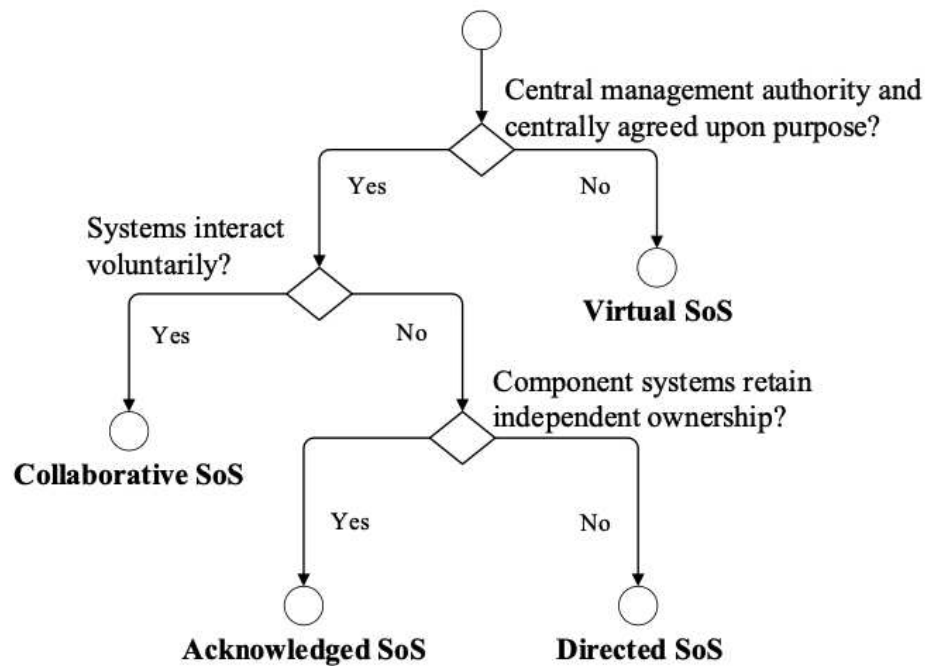 Central management authority and
centrally agreed upon purpose?
Yes
No
Systems interact
voluntarily?
Virtual SoS
Yes
No
Component systems retain
independent ownership?
Collaborative SoS
Yes
No
Acknowledged SoS
Directed SoS